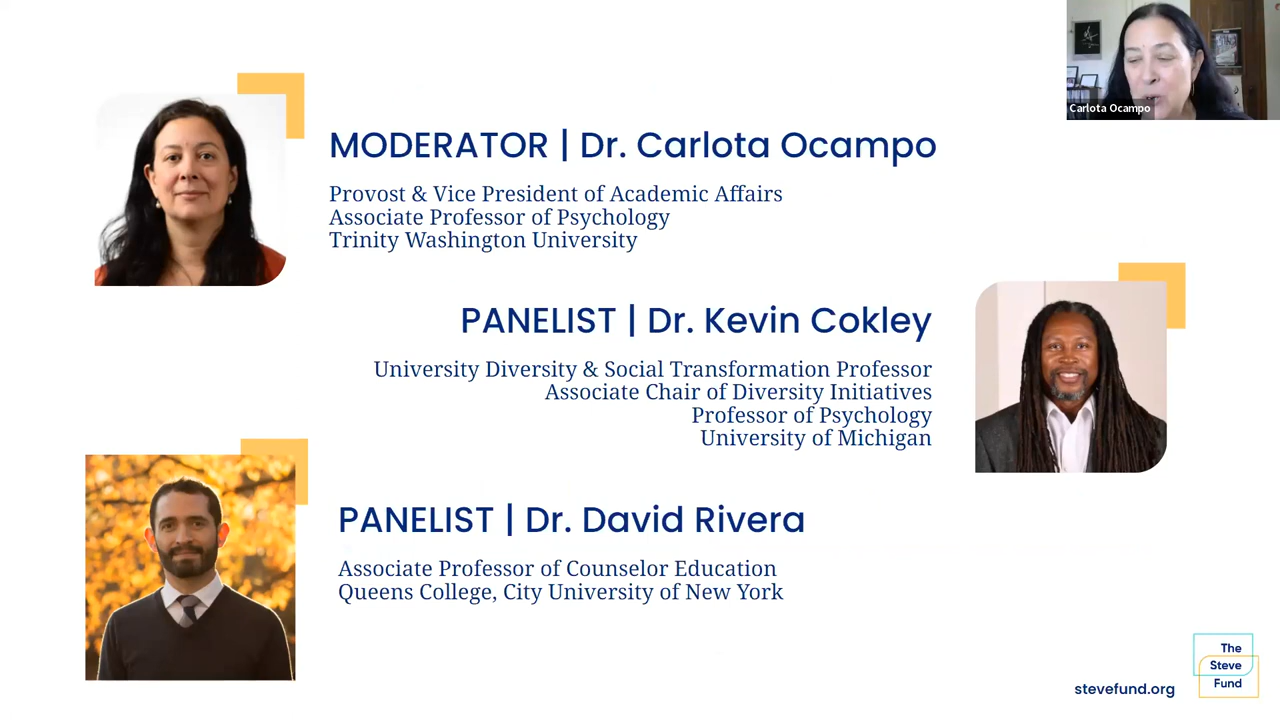 MODERATOR | Dr. Carlota Ocampo
Provost & Vice President of Academic Affairs
Associate Professor of Psychology
Trinity Washington University
Carlota Ocampo
PANELIST | Dr. Kevin Cokley
University Diversity & Social Transformation Professor
Associate Chair of Diversity Initiatives
Professor of Psychology
University of Michigan
PANELIST | Dr. David Rivera
Associate Professor of Counselor Education
Queens College, City University of New York
stevefund.org
The
Steve
Fund